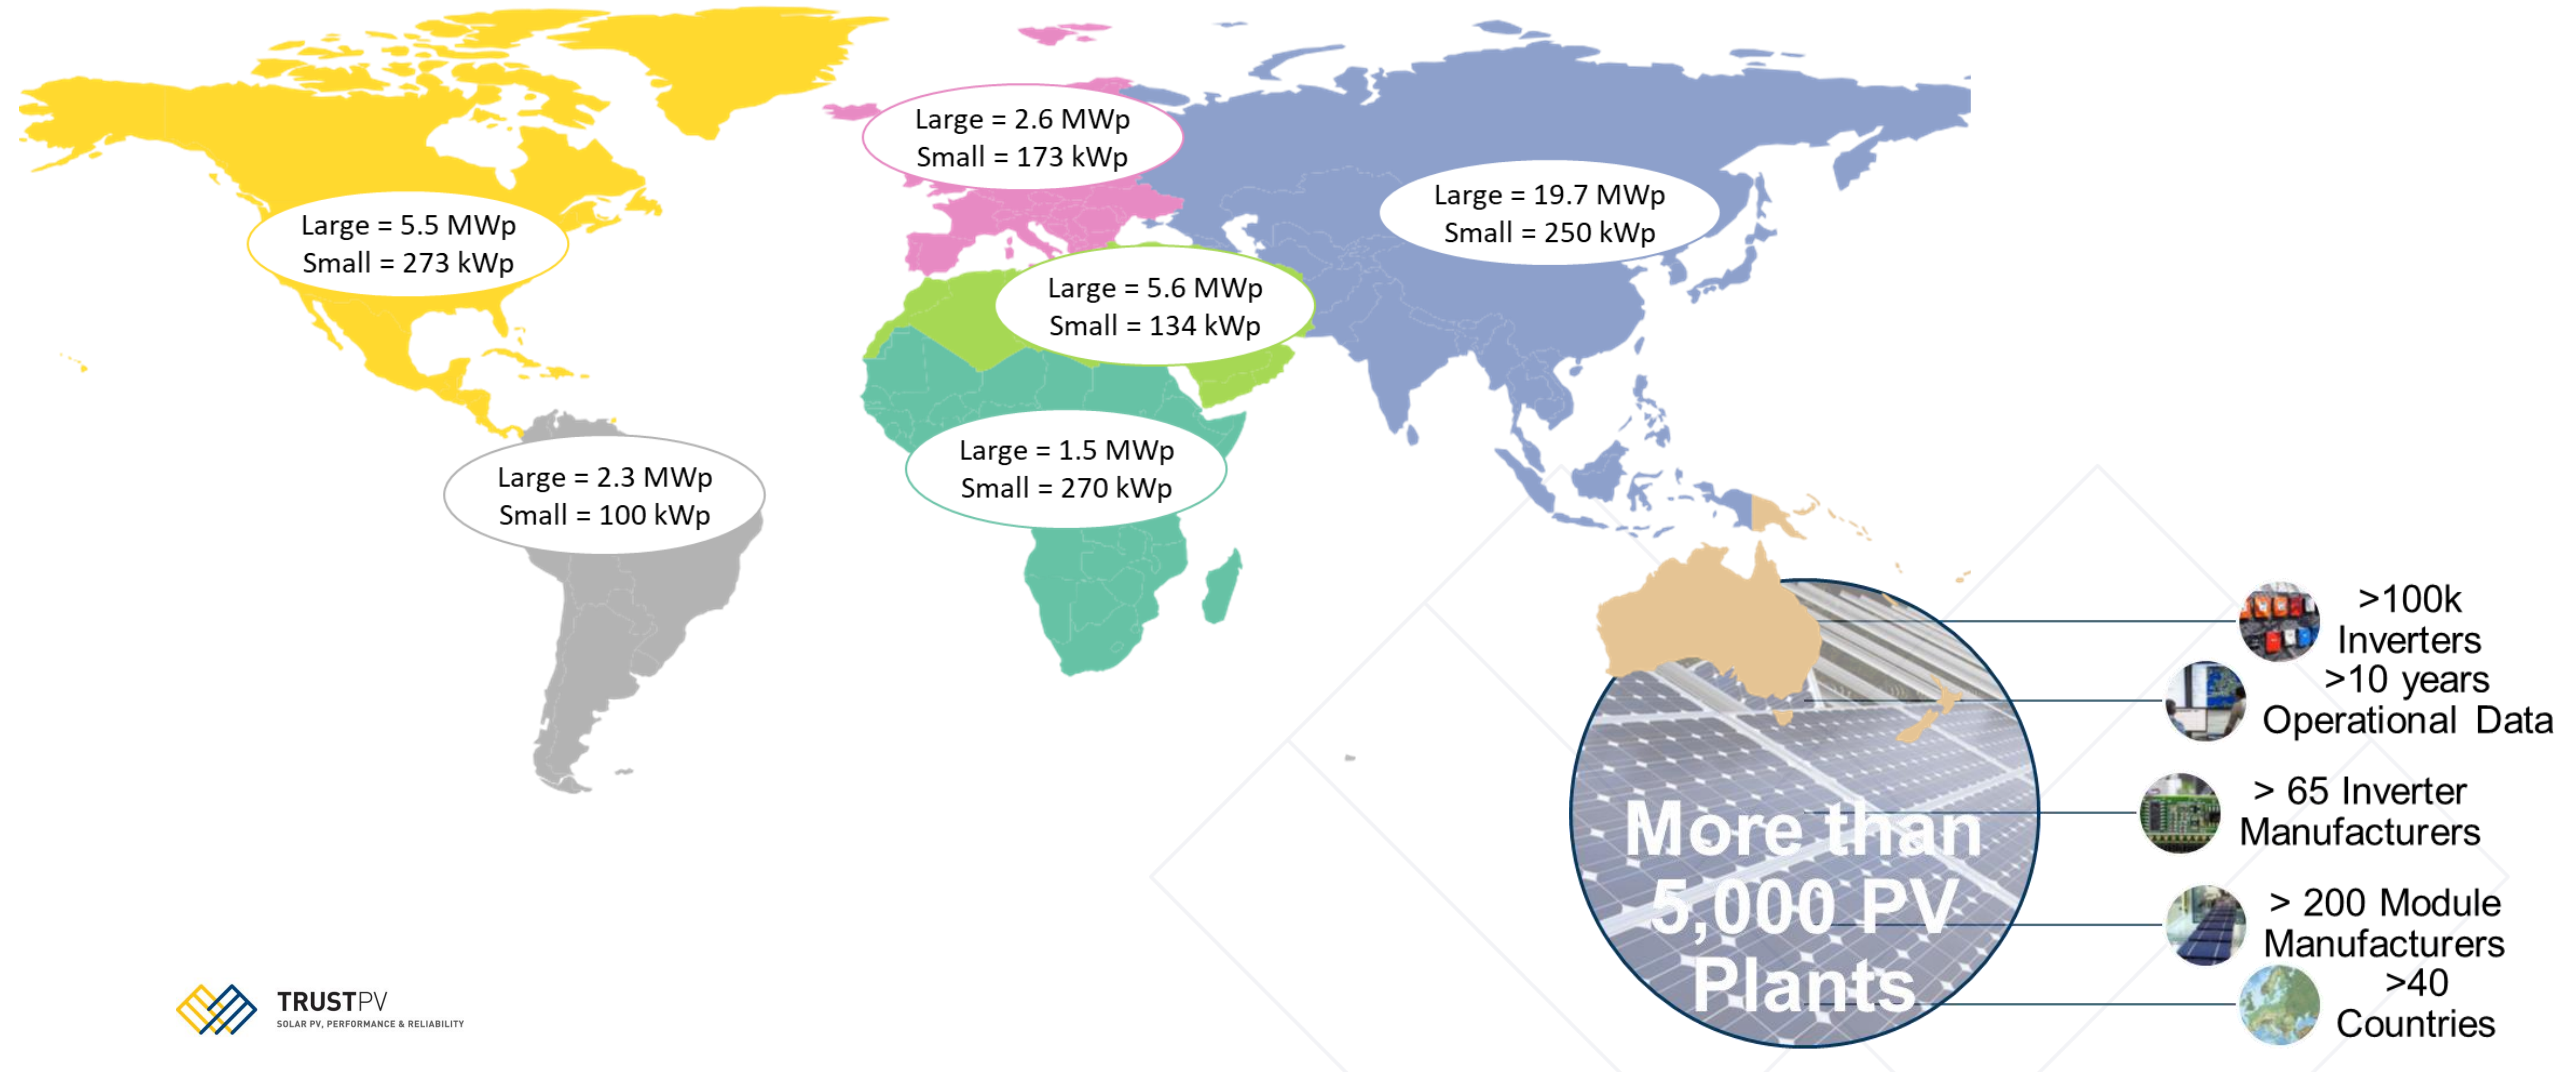 Large = 2.6 MWp
Small = 173 kWp
Large = 19.7 MWp
Small = 250 kWp
Large = 5.5 MWp
Small = 273 kWp
Large = 5.6 MWp
Small = 134 kWp
Large = 1.5 MWp
Small = 270 kWp
Large = 2.3 MWp
Small = 100 kWp
>100k
Inverters
>10 years
Operational Data
> 65 Inverter
Manufacturers
> 200 Module
Manufacturers
>40
Countries
More than
5,000 PV
Plants
TRUSTPV
SOLAR PV, PERFORMANCE & RELIABILITY